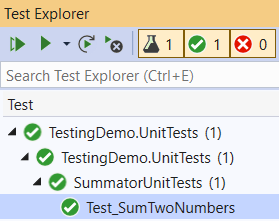 Test Explorer
1 1 0
Search Test Explorer (Ctrl+E)
Test
TestingDemo.UnitTests (1)
TestingDemo.UnitTests (1)
SummatorUnitTests (1)
Test_SumTwoNumbers